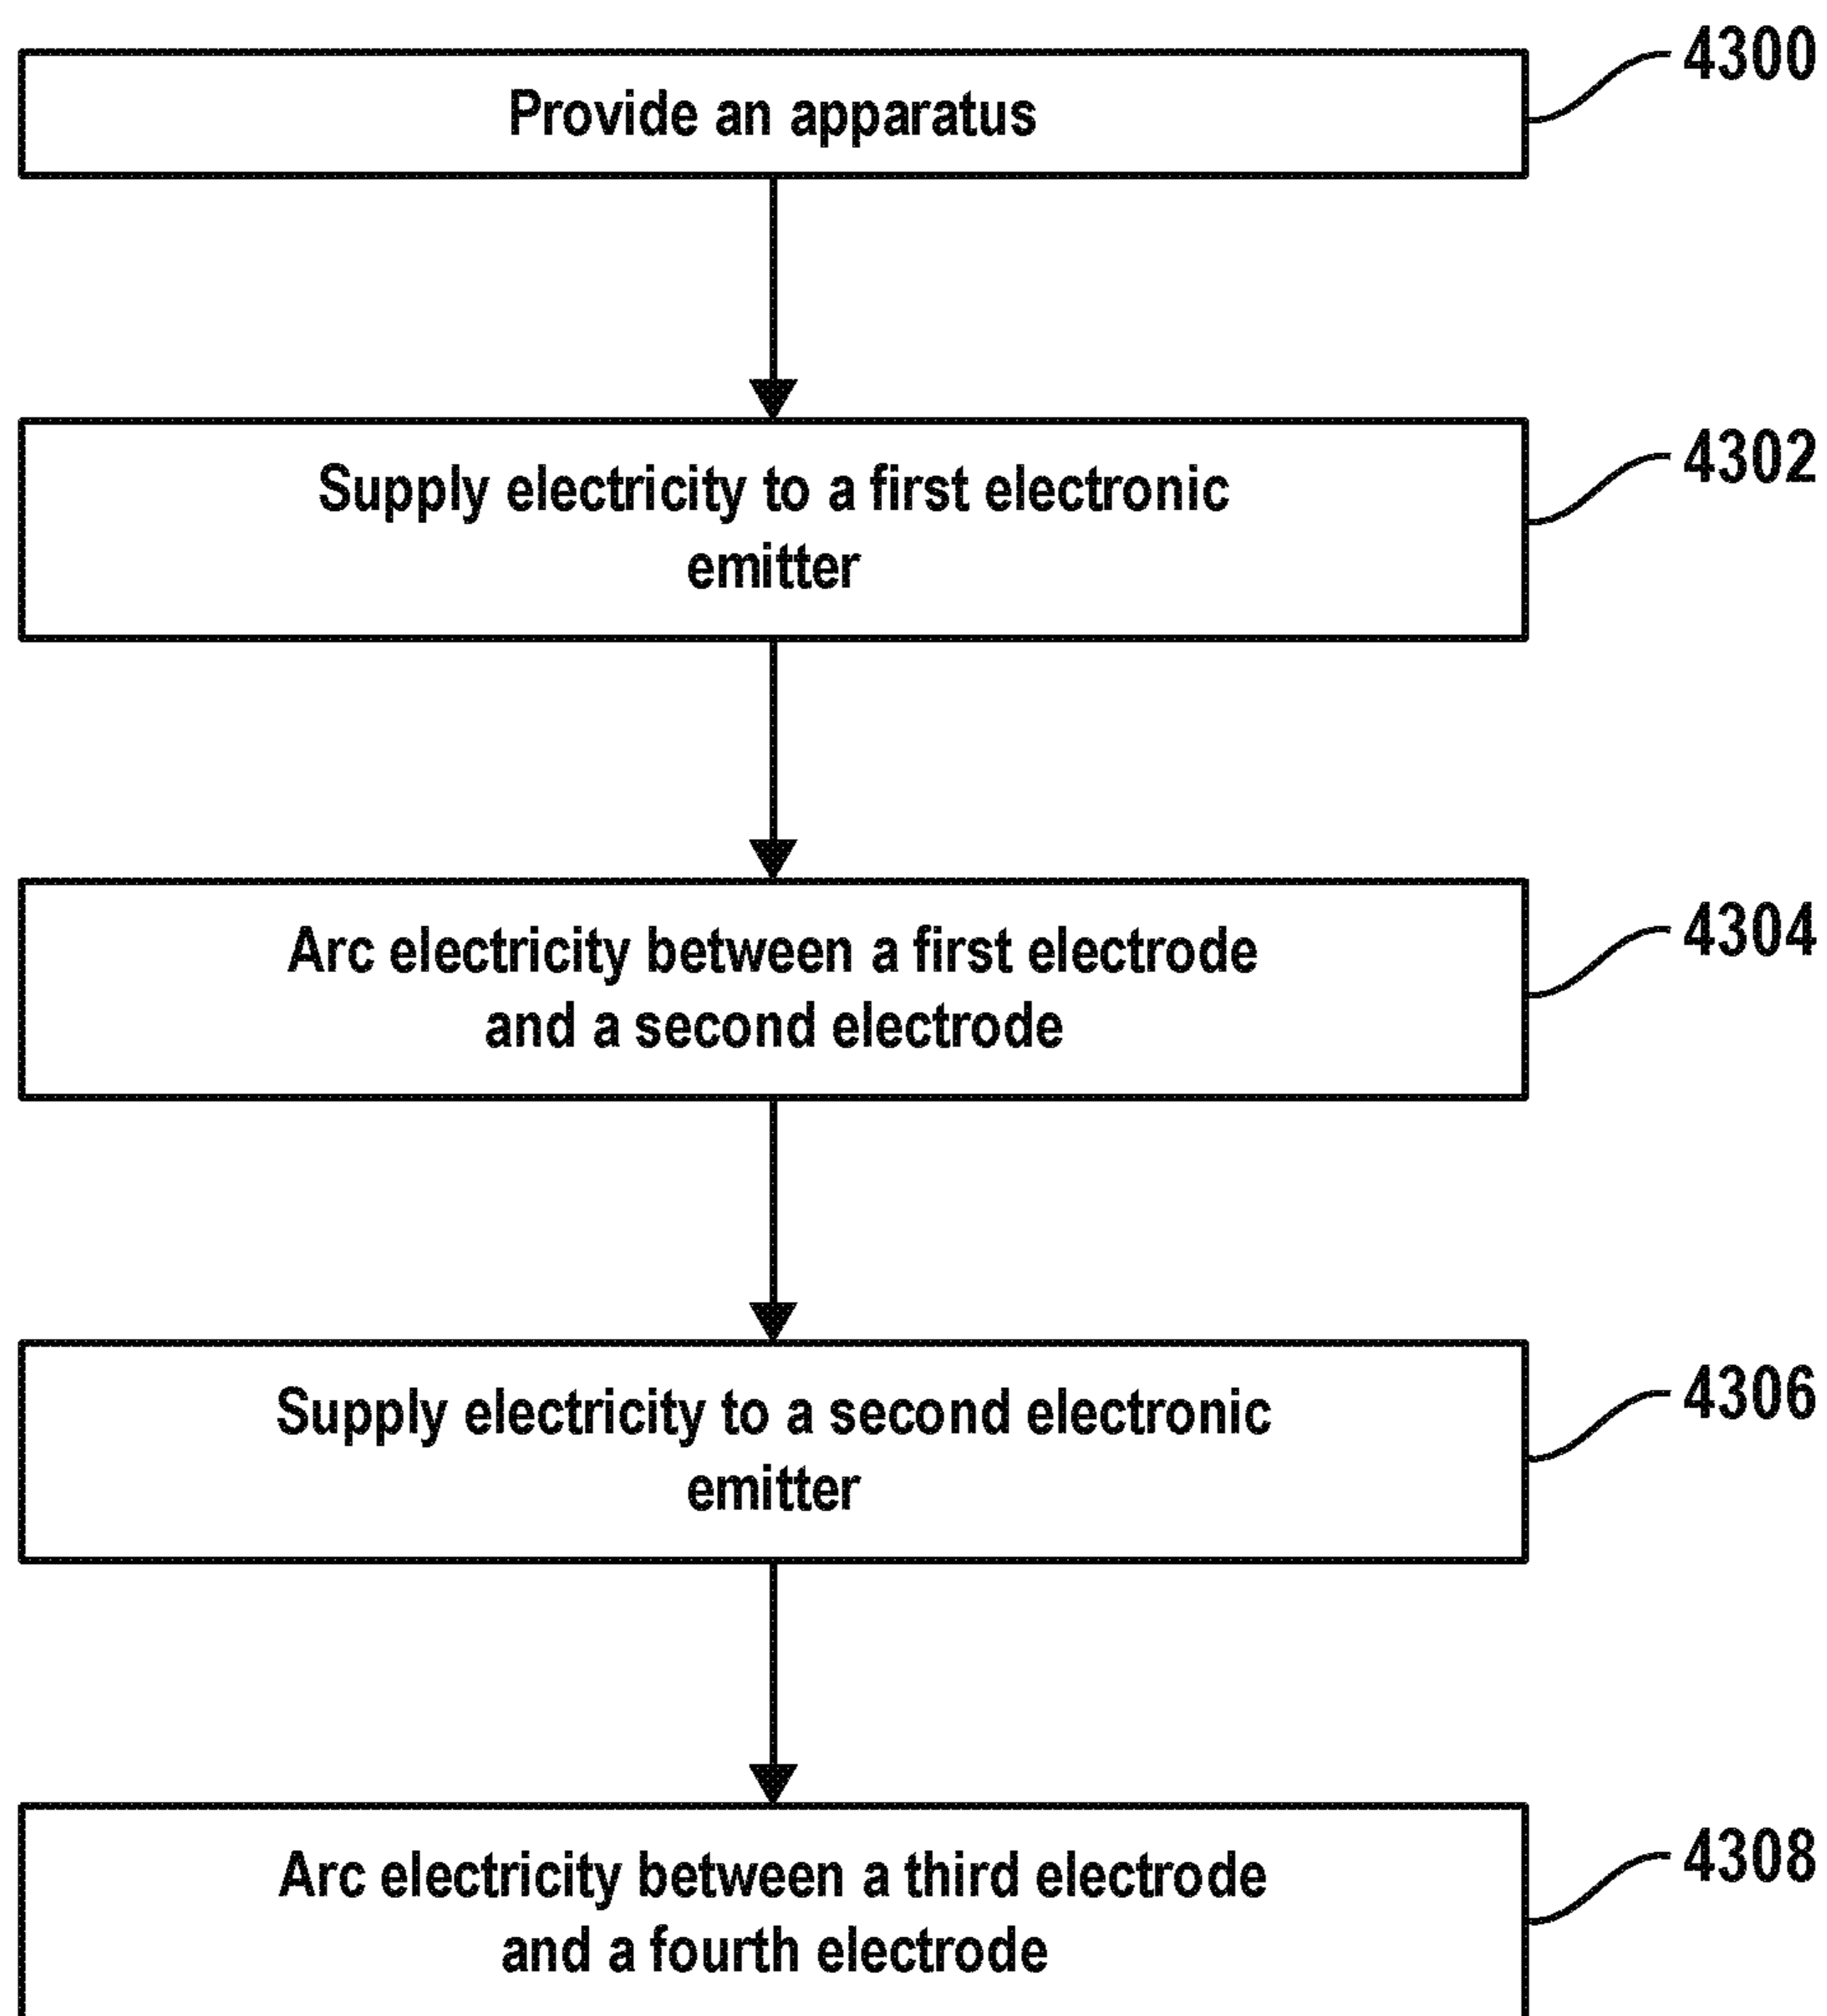 4300
Provide an apparatus
4302
Supply electricity to a first electronic
emitter
4304
Arc electricity between a first electrode
and a second electrode
4306
Supply electricity to a second electronic
emitter
4308
Arc electricity between a third electrode
and a fourth electrode